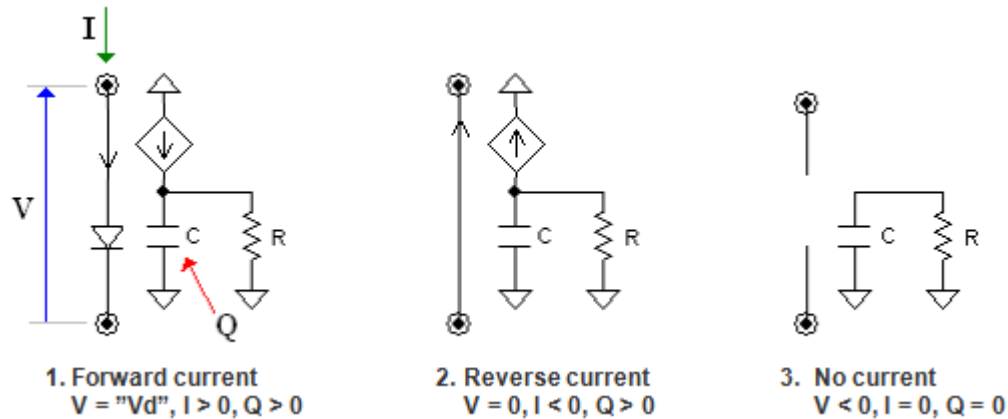 I
V
C
R
Q
C
R
C
R
1. Forward current
V = ”Vd”, I > 0, Q > 0
2. Reverse current
V = 0, I < 0, Q > 0
3. No current
V < 0, I = 0, Q = 0